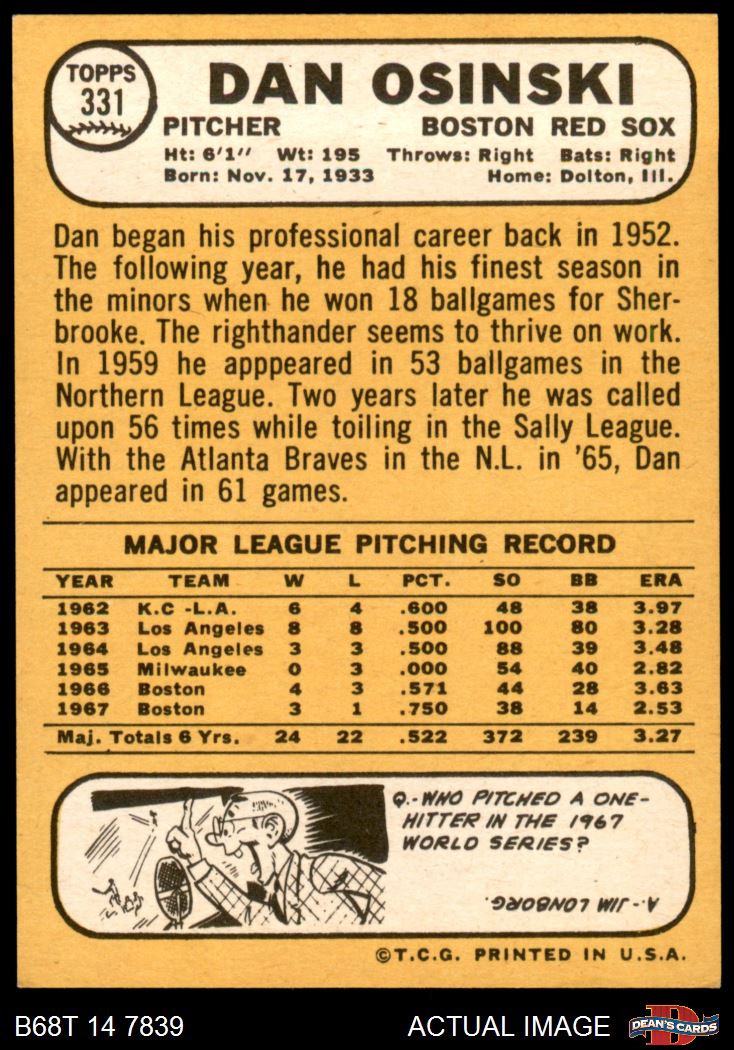 TOPPS
331
DAN OSINSKI
PITCHER BOSTON RED SOX
Ht: 6'1" Wt: 195 Throws: Right Bats: Right
Born: Nov. 17, 1933 Home: Dolton, Ill.
Dan began his professional career back in 1952.
The following year, he had his finest season in
the minors when he won 18 ballgames for Sher-
brooke. The righthander seems to thrive on work.
In 1959 he apppeared in 53 ballgames in the
Northern League. Two years later he was called
upon 56 times while toiling in the Sally League.
With the Atlanta Braves in the N.L. in '65, Dan
appeared in 61 games.
MAJOR LEAGUE PITCHING RECORD
YEAR TEAM W L PCT. SO BB ERA
1962 K.C -L.A. 6 4 .600 48 38 3.97
1963 Los Angeles 8 8 .500 100 80 3.28
1964 Los Angeles 3 3 .500 88 39 3.48
1965 Milwaukee 0 3 .000 54 40 2.82
1966 Boston 4 3 .571 44 28 3.63
1967 Boston 3 1 .750 38 14 2.53
Maj. Totals 6 Yrs. 24 22 .522 372 239 3.27
Q.-WHO PITCHED A ONE-
HITTER IN THE 1967
WORLD SERIES?
A.- JIM LONBORG.
©T.C.G. PRINTED IN U.S.A.
B68T 14 7839 ACTUAL IMAGE DEAN'S CARDS